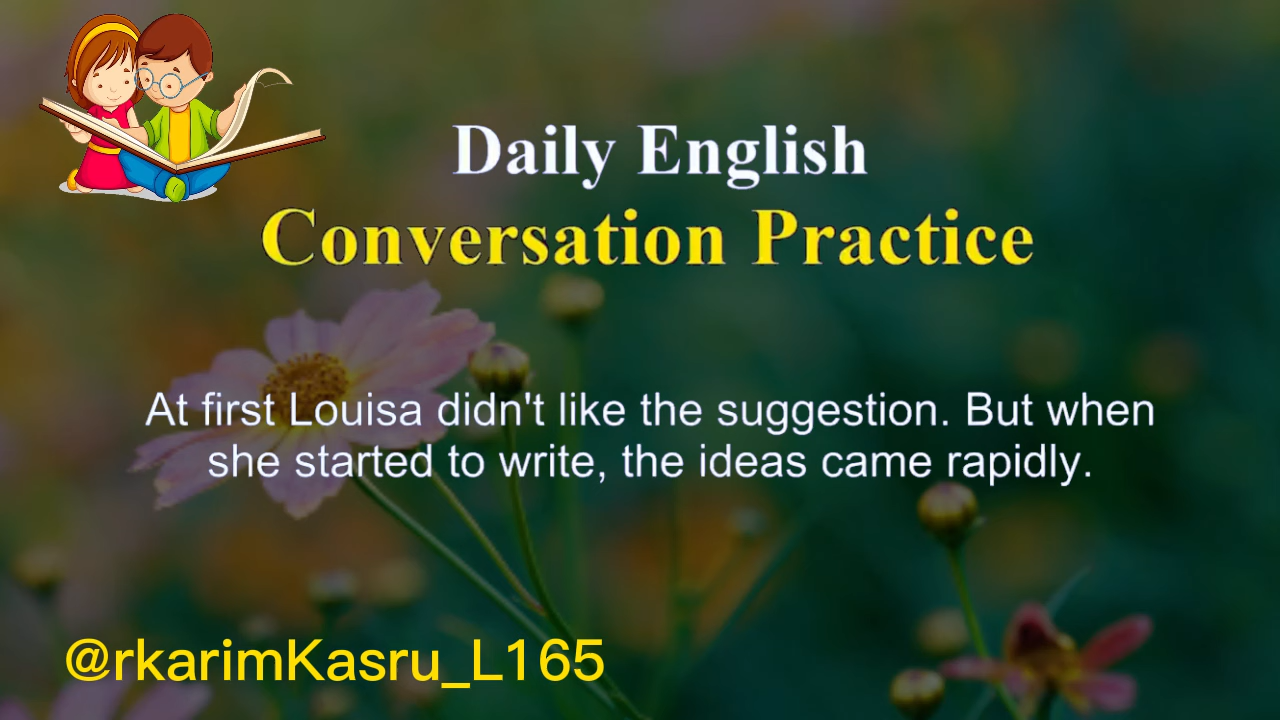 Daily English
Conversation Practice
At first Louisa didn't like the suggestion. But when
she started to write, the ideas came rapidly.
@rkarimKasru_L165